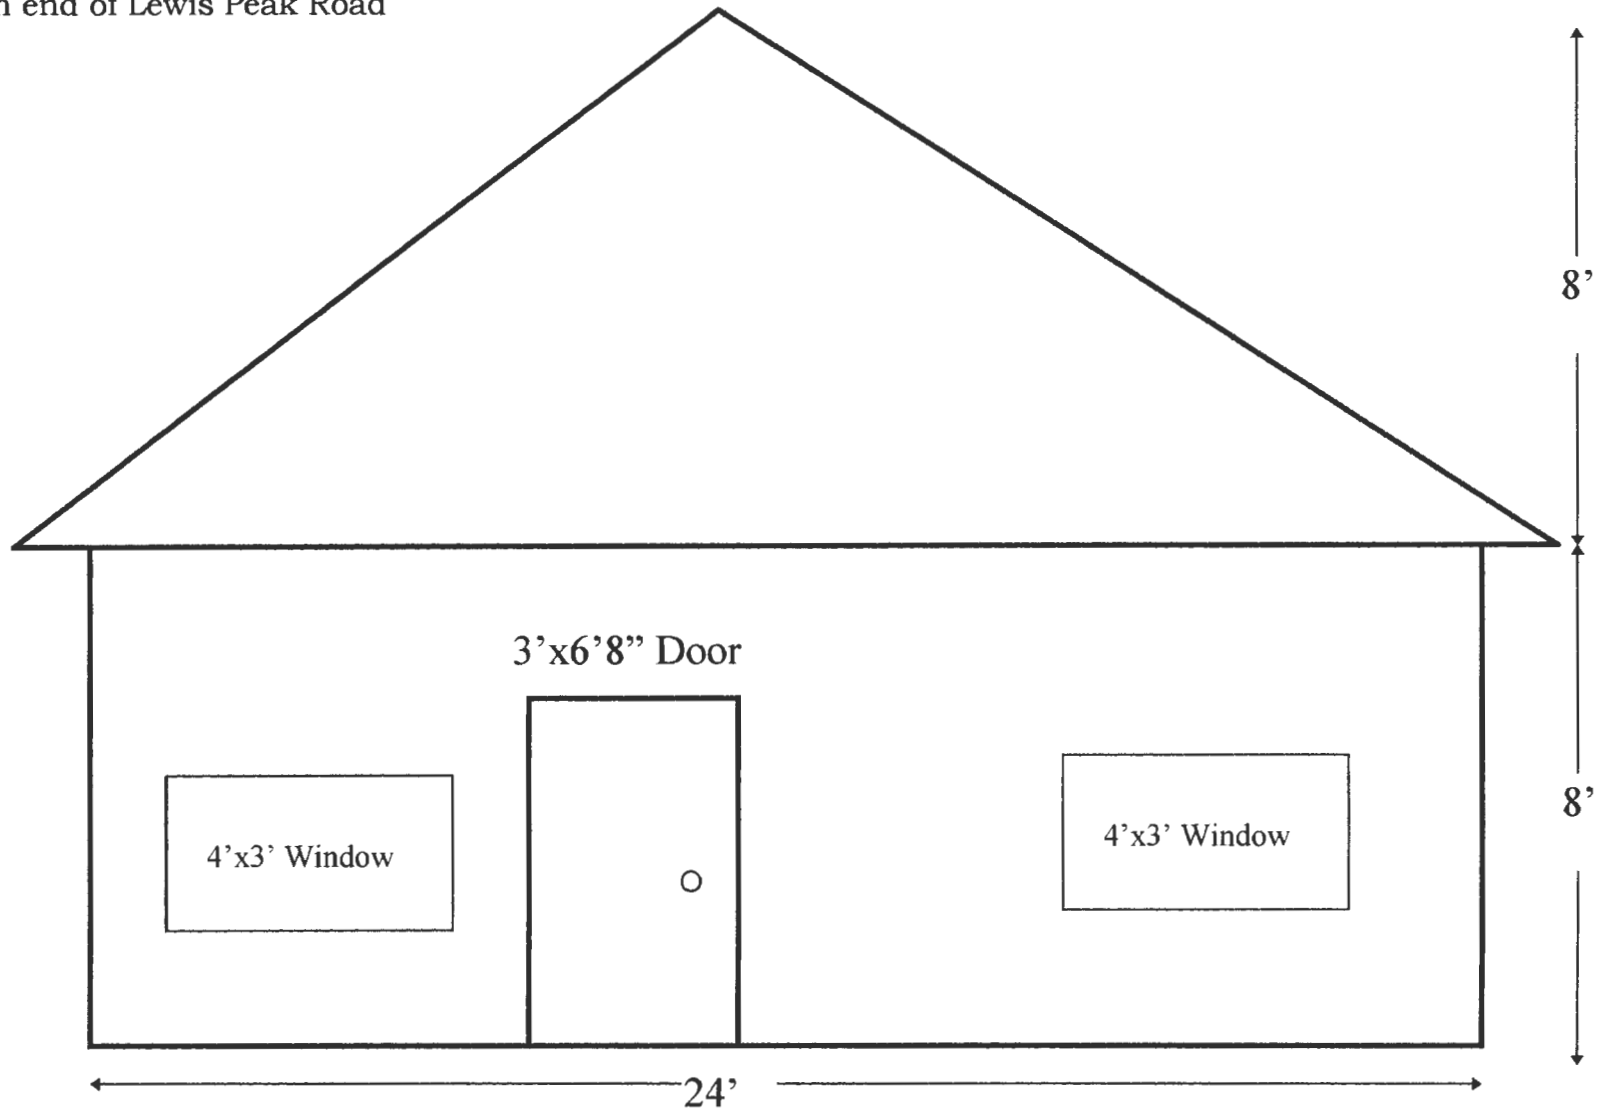 end of Lewis Peak Road
8’
3’x6’8” Door
4’x3’ Window
4’x3’ Window
8’
24’